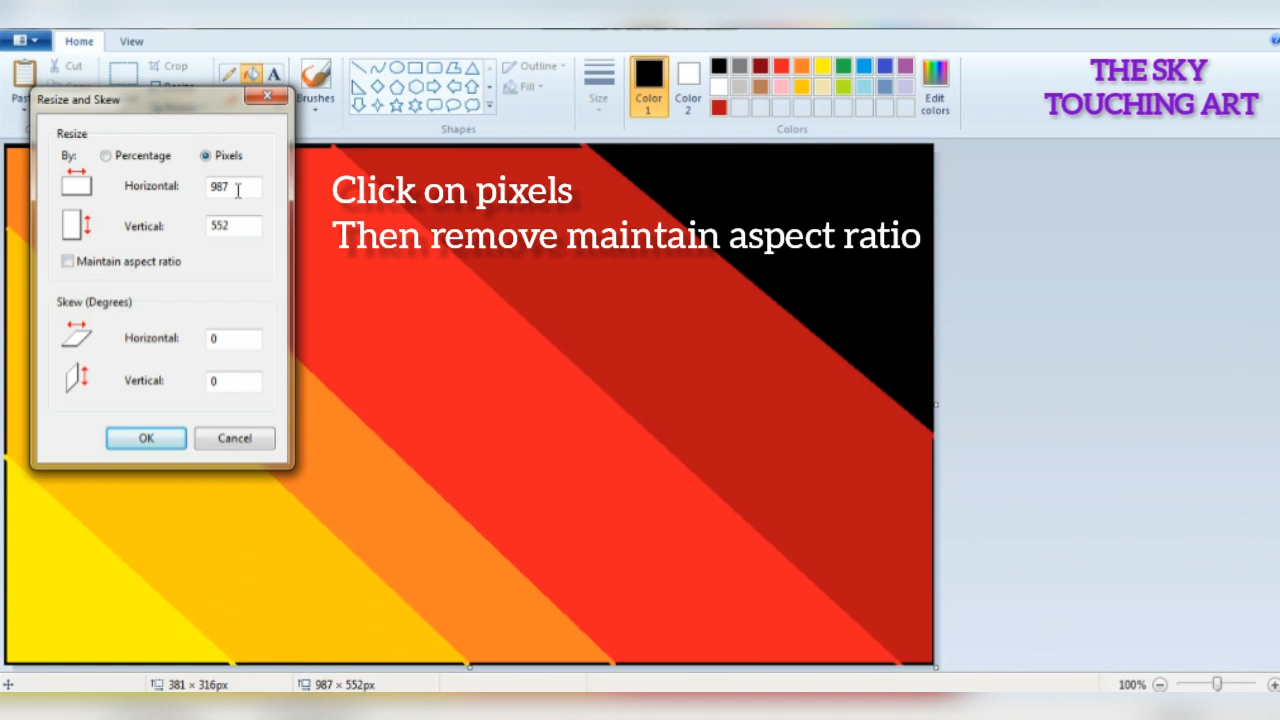 Home
View
Cut
Crop
A
Outline
Fill
Brushes
Size
Color
1
Color
2
Edit
colors
Shapes
Colors
THE SKY
TOUCHING ART
Resize and Skew
Resize
By:
Percentage
Pixels
Horizontal:
987
Vertical:
552
Maintain aspect ratio
Skew (Degrees)
Horizontal:
0
Vertical:
0
OK
Cancel
Click on pixels
Then remove maintain aspect ratio
381 × 316px
987 × 552px
100%